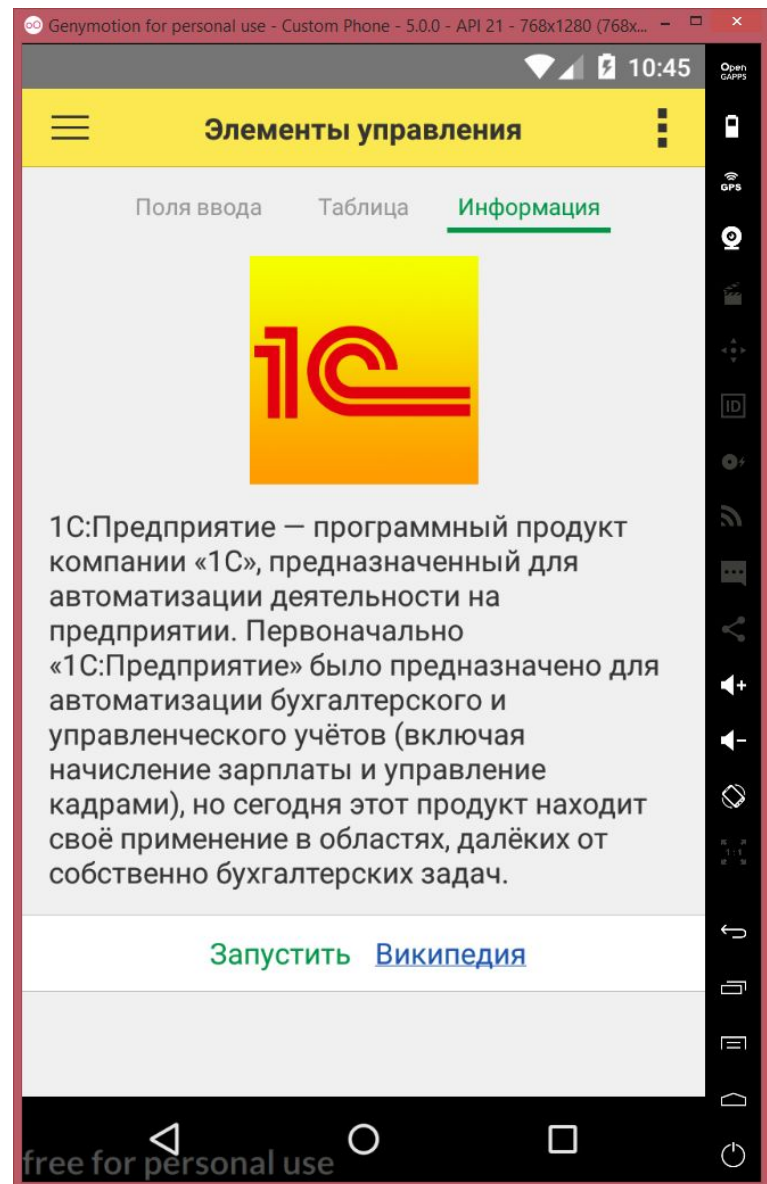 Genymotion for personal use - Custom Phone - 5.0.0 - API 21 - 768x1280 (768x...
10:45
Open
GAPPS
Элементы управления
GPS
Поля ввода Таблица Информация
1С
ID
1С:Предприятие — программный продукт
компании «1С», предназначенный для
автоматизации деятельности на
предприятии. Первоначально
«1С:Предприятие» было предназначено для
автоматизации бухгалтерского и
управленческого учётов (включая
начисление зарплаты и управление
кадрами), но сегодня этот продукт находит
своё применение в областях, далёких от
собственно бухгалтерских задач.
1:1
Запустить Википедия
free for personal use